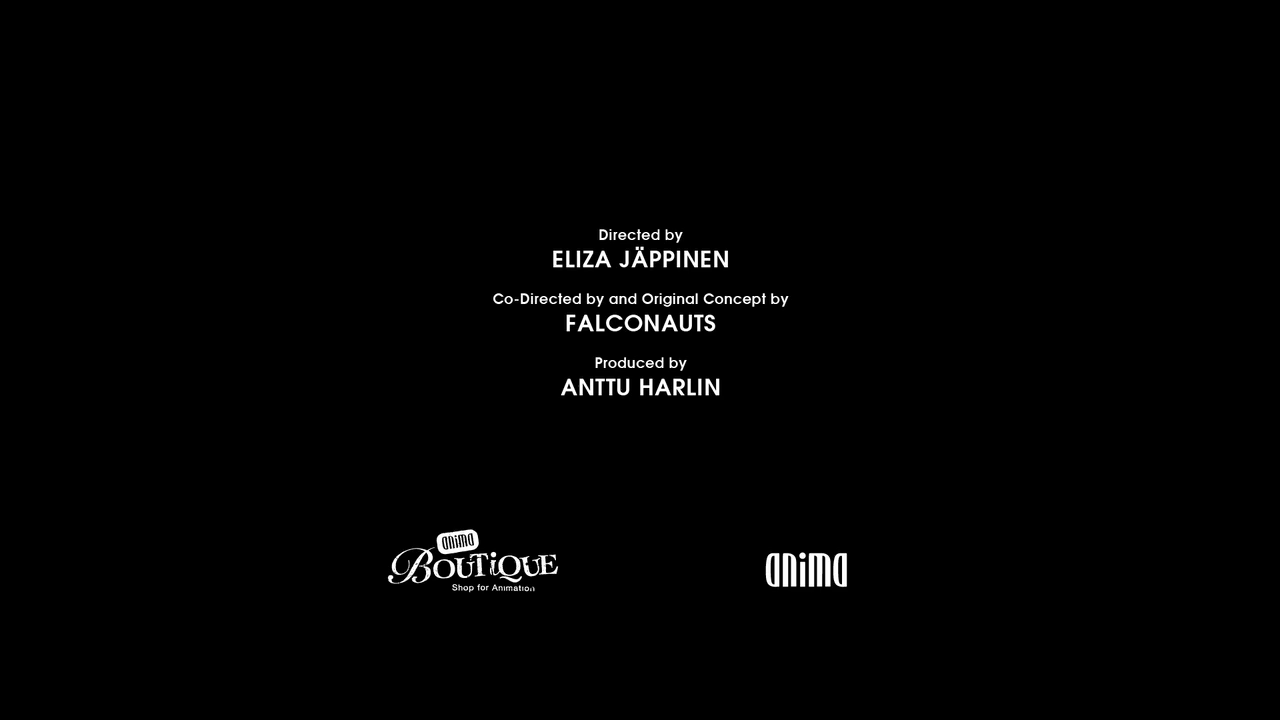 Directed by
ELIZA JÄPPINEN
Co-Directed by and Original Concept by
FALCONAUTS
Produced by
ANTTU HARLIN
anima
BOUTiQUE
Shop for Animation
anima